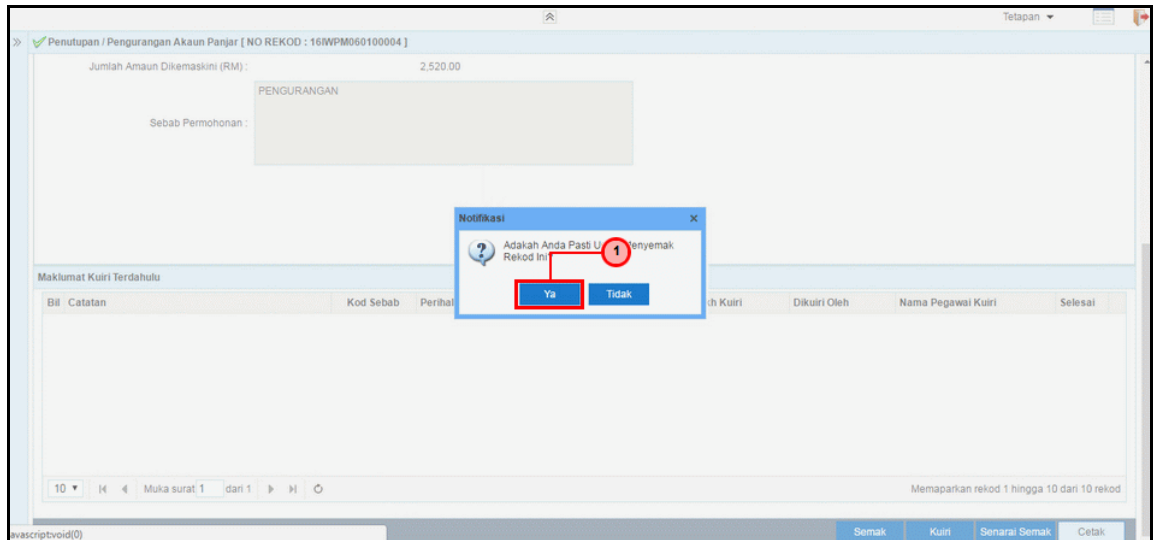 Tetapan
Penutupan / Pengurangan Akaun Panjar [ NO REKOD : 16IWPM060100004 ]
Jumlah Amaun Dikemaskini (RM) : 2,520.00
Sebab Permohonan : PENGURANGAN
Notifikasi
Adakah Anda Pasti
Rekod Ini
1
Ya Tidak
Maklumat Kuiri Terdahulu
Bil Catatan Kod Sebab Kuiri Dikuiri Oleh Nama Pegawai Kuiri Selesai
10 Muka surat 1 dari 1 Memaparkan rekod 1 hingga 10 dari 10 rekod
avascript:void(0) Semak Kuiri Senarai Semak Cetak